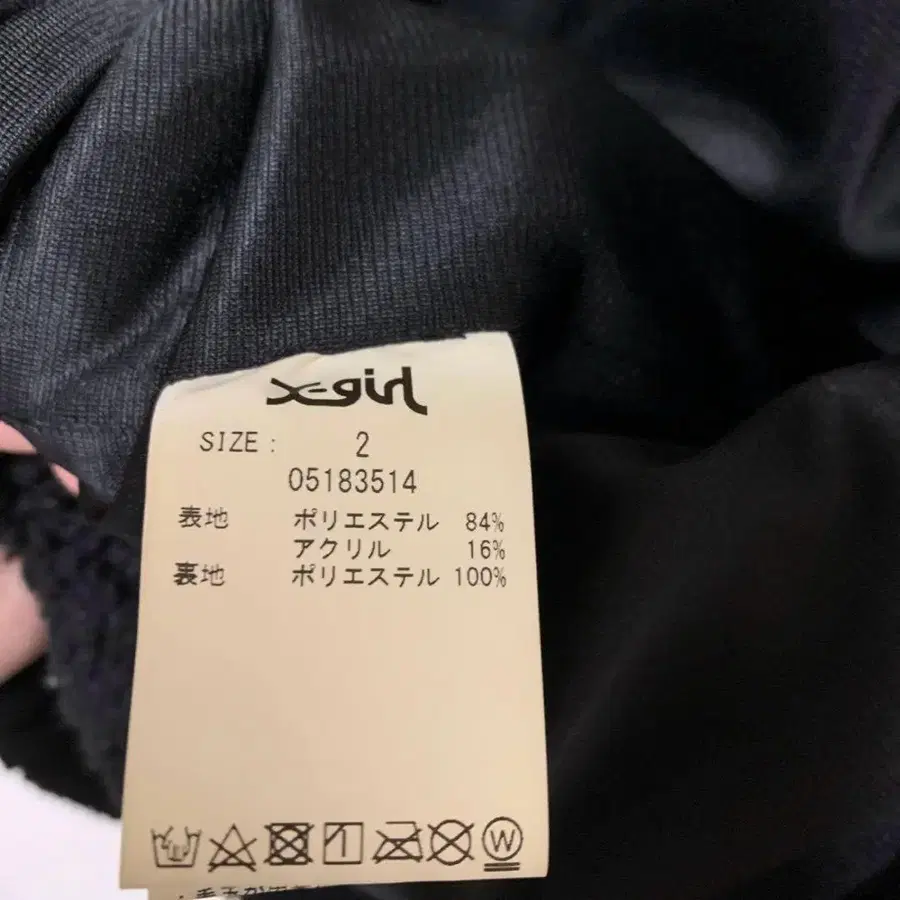 X-girl
SIZE : 2
05183514
表地 ポリエステル 84%
アクリル 16%
裏地 ポリエステル 100%
W